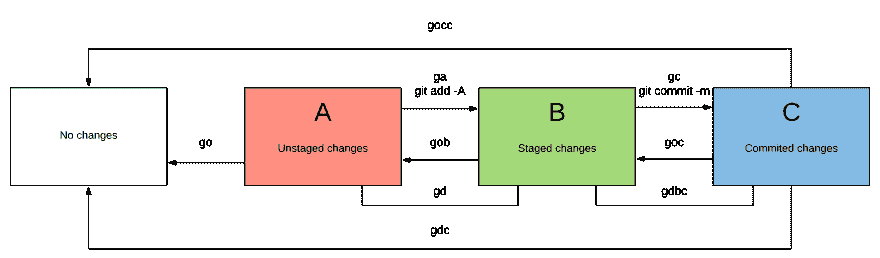 gocc
ga
git add -A
gc
git commit -m
A
B
C
No changes
go
Unstaged changes
gob
Staged changes
goc
Commited changes
gd
gdbc
gdc